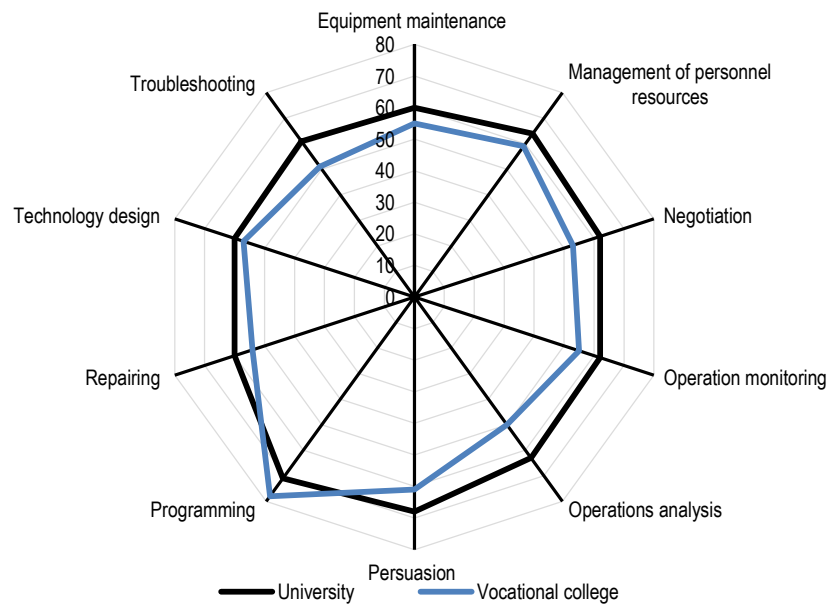 Equipment maintenance
80
70
60
50
40
30
20
10
0
Management of personnel
resources
Negotiation
Operation monitoring
Operations analysis
Persuasion
Programming
Repairing
Technology design
Troubleshooting
University
Vocational college